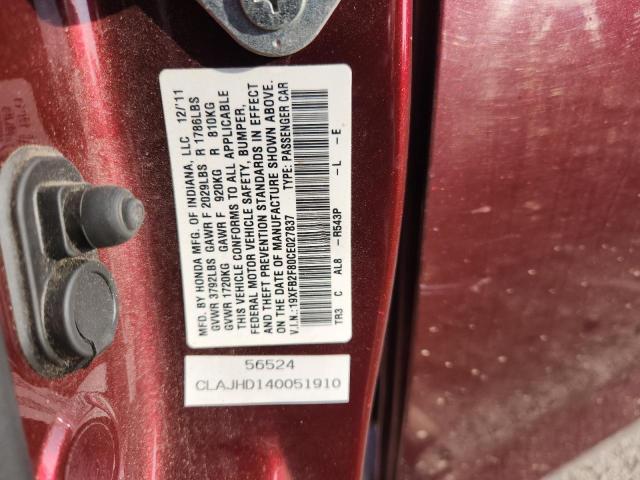 MFD. BY HONDA MFG. OF INDIANA, LLC 12/'11
GVWR 3792LBS GAWR F 2029LBS R 1786LBS
GVWR 1720KG GAWR F 920KG R 810KG
THIS VEHICLE CONFORMS TO ALL APPLICABLE
FEDERAL MOTOR VEHICLE SAFETY, BUMPER,
AND THEFT PREVENTION STANDARDS IN EFFECT
ON THE DATE OF MANUFACTURE SHOWN ABOVE.
V.I.N.:19XFB2F80CE027837 TYPE: PASSENGER CAR
TR3 C AL8 -R543P -L -E
56524
CLAJHD140051910